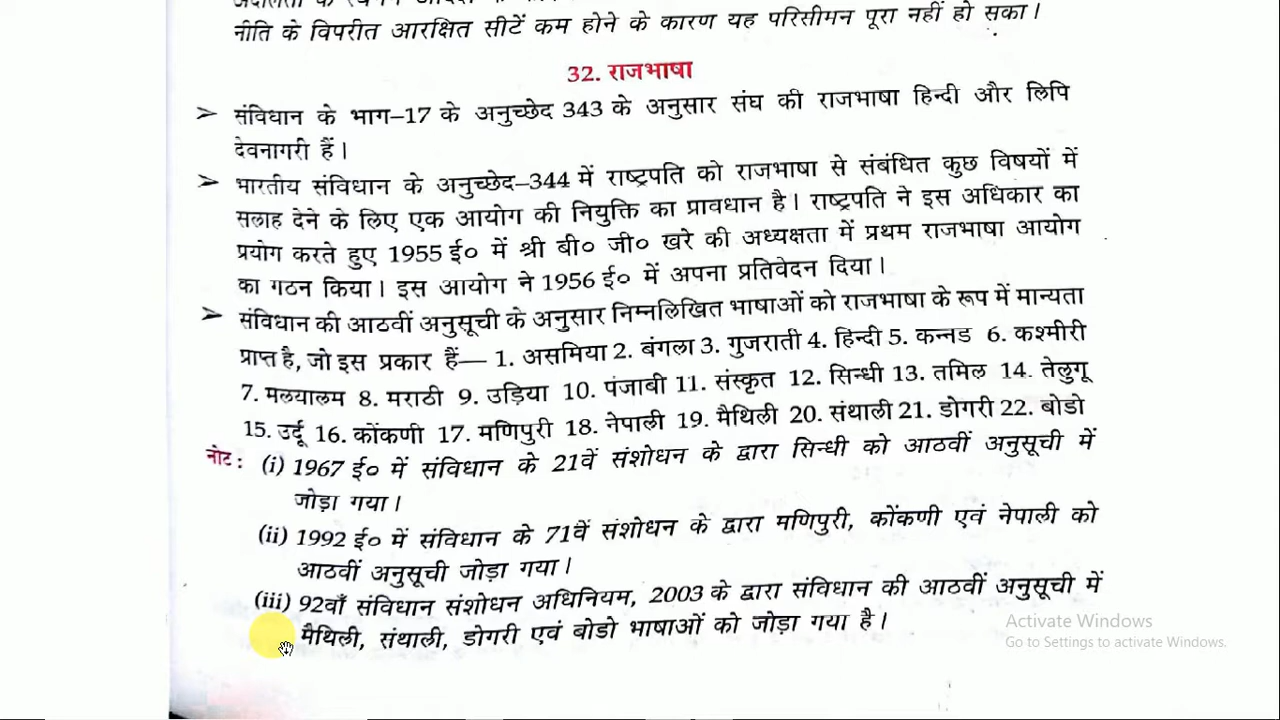 नीति के विपरीत आरक्षित सीटें कम होने के कारण यह परिसीमन पूरा नहीं हो सका।
32. राजभाषा
➢ संविधान के भाग–17 के अनुच्छेद 343 के अनुसार संघ की राजभाषा हिन्दी और लिपि
देवनागरी हैं।
➢ भारतीय संविधान के अनुच्छेद–344 में राष्ट्रपति को राजभाषा से संबंधित कुछ विषयों में
सलाह देने के लिए एक आयोग की नियुक्ति का प्रावधान है। राष्ट्रपति ने इस अधिकार का
प्रयोग करते हुए 1955 ई० में श्री बी० जी० खरे की अध्यक्षता में प्रथम राजभाषा आयोग
का गठन किया। इस आयोग ने 1956 ई० में अपना प्रतिवेदन दिया।
➢ संविधान की आठवीं अनुसूची के अनुसार निम्नलिखित भाषाओं को राजभाषा के रूप में मान्यता
प्राप्त है, जो इस प्रकार हैं— 1. असमिया 2. बंगला 3. गुजराती 4. हिन्दी 5. कन्नड 6. कश्मीरी
7. मलयालम 8. मराठी 9. उड़िया 10. पंजाबी 11. संस्कृत 12. सिन्धी 13. तमिल 14. तेलुगू
15. उर्दू 16. कोंकणी 17. मणिपुरी 18. नेपाली 19. मैथिली 20. संथाली 21. डोगरी 22. बोडो
नोट : (i) 1967 ई० में संविधान के 21वें संशोधन के द्वारा सिन्धी को आठवीं अनुसूची में
जोड़ा गया।
(ii) 1992 ई० में संविधान के 71वें संशोधन के द्वारा मणिपुरी, कोंकणी एवं नेपाली को
आठवीं अनुसूची जोड़ा गया।
(iii) 92वाँ संविधान संशोधन अधिनियम, 2003 के द्वारा संविधान की आठवीं अनुसूची में
मैथिली, संथाली, डोगरी एवं बोडो भाषाओं को जोड़ा गया है।
Activate Windows
Go to Settings to activate Windows.